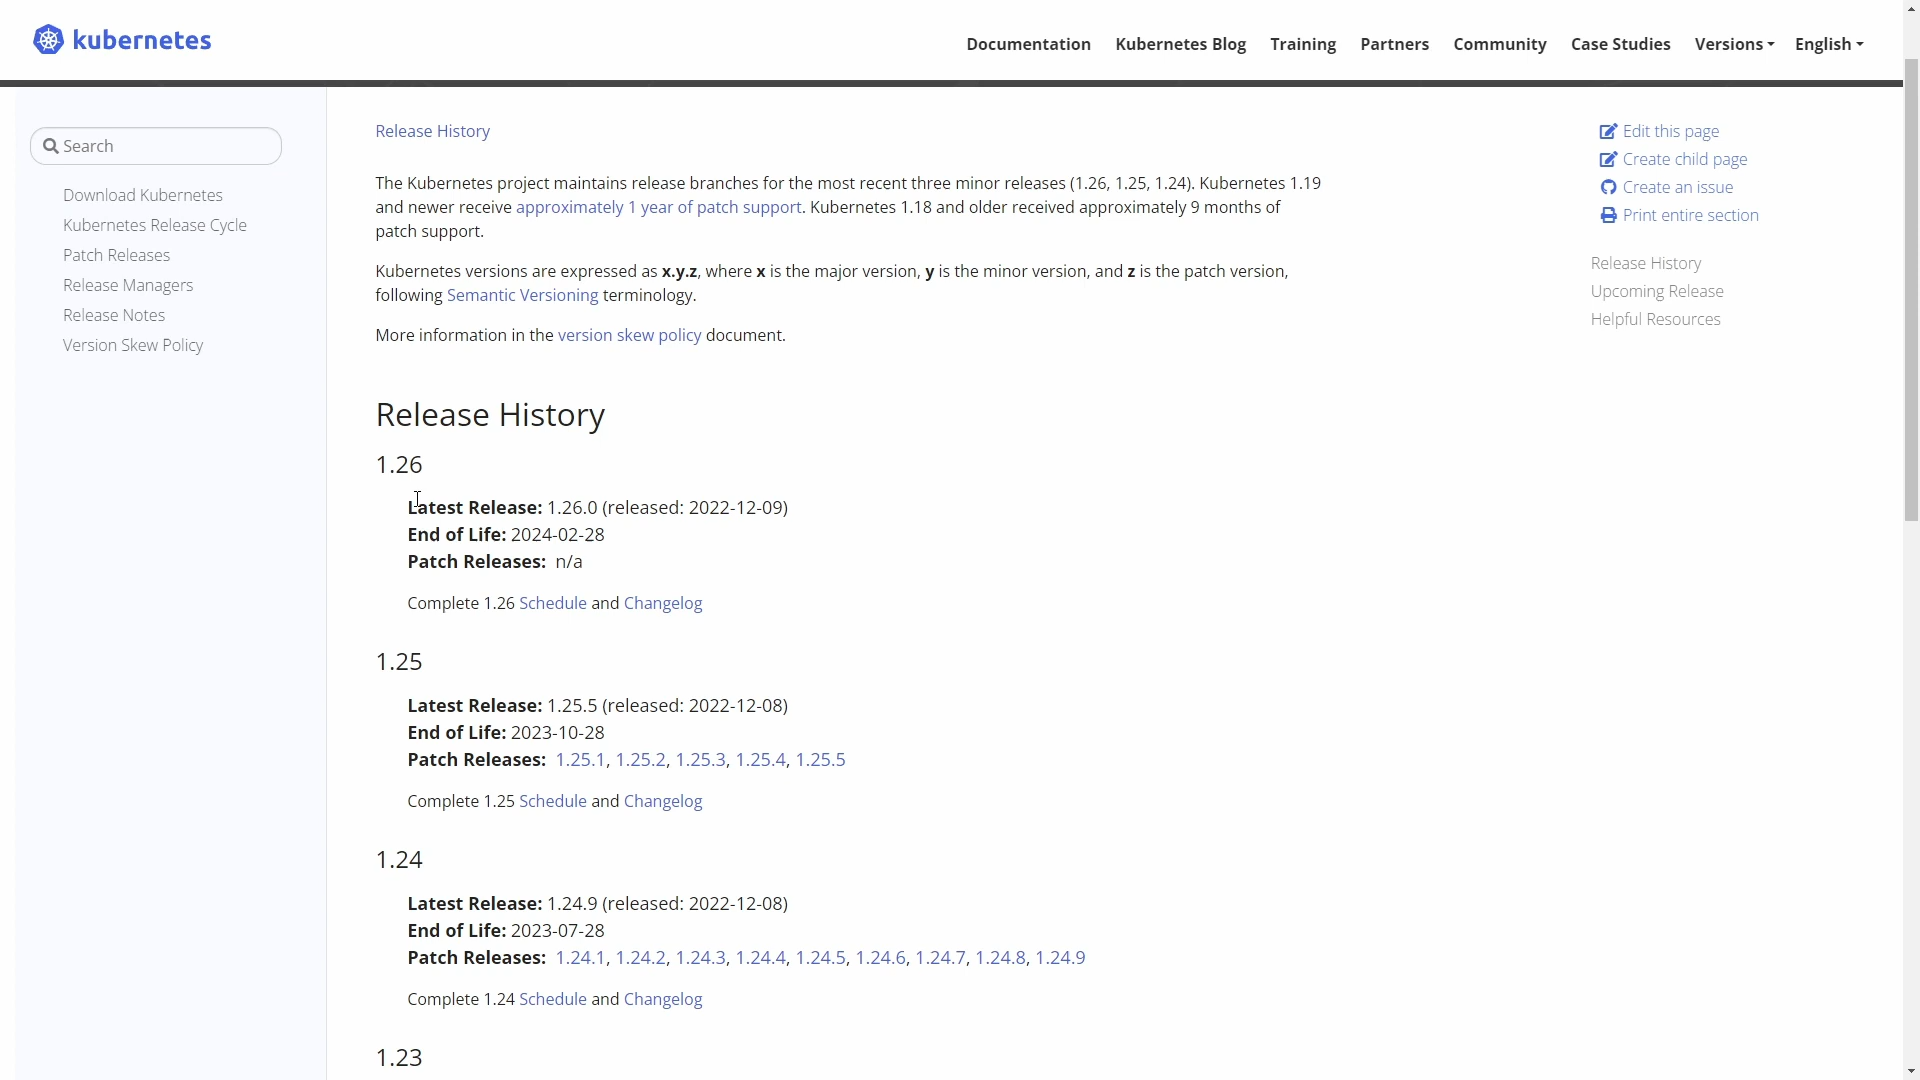 kubernetes
Documentation Kubernetes Blog Training Partners Community Case Studies Versions English
Search
Download Kubernetes
Kubernetes Release Cycle
Patch Releases
Release Managers
Release Notes
Version Skew Policy
Release History
The Kubernetes project maintains release branches for the most recent three minor releases (1.26, 1.25, 1.24). Kubernetes 1.19
and newer receive approximately 1 year of patch support. Kubernetes 1.18 and older received approximately 9 months of
patch support.
Kubernetes versions are expressed as x.y.z, where x is the major version, y is the minor version, and z is the patch version,
following Semantic Versioning terminology.
More information in the version skew policy document.
Release History
1.26
Latest Release: 1.26.0 (released: 2022-12-09)
End of Life: 2024-02-28
Patch Releases: n/a
Complete 1.26 Schedule and Changelog
1.25
Latest Release: 1.25.5 (released: 2022-12-08)
End of Life: 2023-10-28
Patch Releases: 1.25.1, 1.25.2, 1.25.3, 1.25.4, 1.25.5
Complete 1.25 Schedule and Changelog
1.24
Latest Release: 1.24.9 (released: 2022-12-08)
End of Life: 2023-07-28
Patch Releases: 1.24.1, 1.24.2, 1.24.3, 1.24.4, 1.24.5, 1.24.6, 1.24.7, 1.24.8, 1.24.9
Complete 1.24 Schedule and Changelog
1.23
Edit this page
Create child page
Create an issue
Print entire section
Release History
Upcoming Release
Helpful Resources